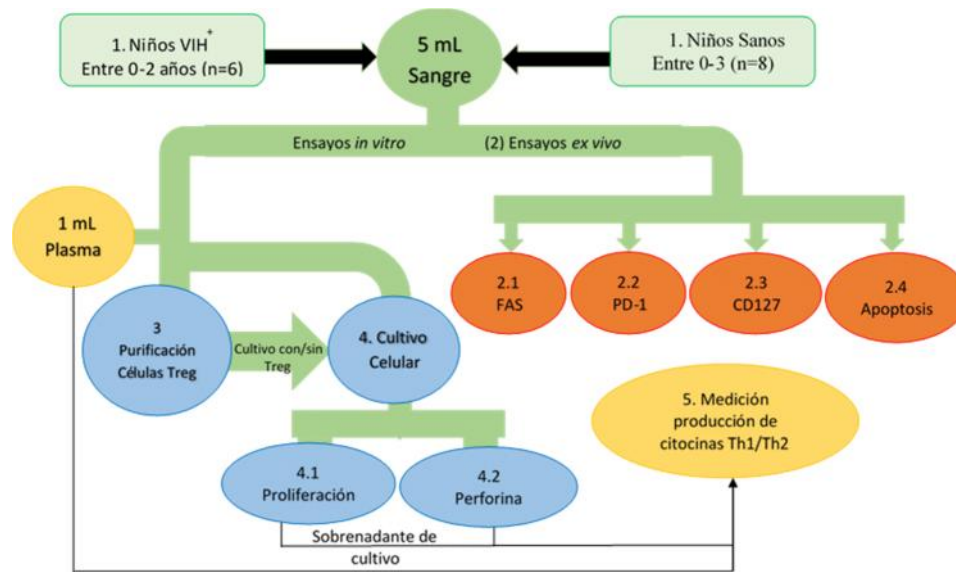 1. Niños VIH+
Entre 0-2 años (n=6)
5 mL
Sangre
1. Niños Sanos
Entre 0-3 (n=8)
Ensayos in vitro
(2) Ensayos ex vivo
1 mL
Plasma
2.1
FAS
2.2
PD-1
2.3
CD127
2.4
Apoptosis
3
Purificación
Células Treg
Cultivo con/sin
Treg
4. Cultivo
Celular
5. Medición
producción de
citocinas Th1/Th2
4.1
Proliferación
4.2
Perforina
Sobrenadante de
cultivo